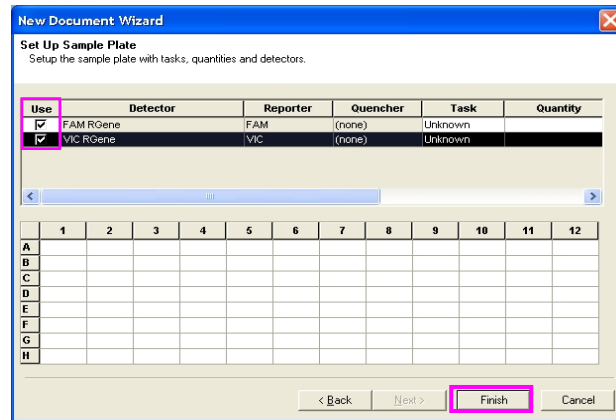 New Document Wizard
Set Up Sample Plate
Setup the sample plate with tasks, quantities and detectors.
Use Detector Reporter Quencher Task Quantity
FAM RGene FAM (none) Unknown
VIC RGene VIC (none) Unknown
1 2 3 4 5 6 7 8 9 10 11 12
A
B
C
D
E
F
G
H
< Back Next > Finish Cancel